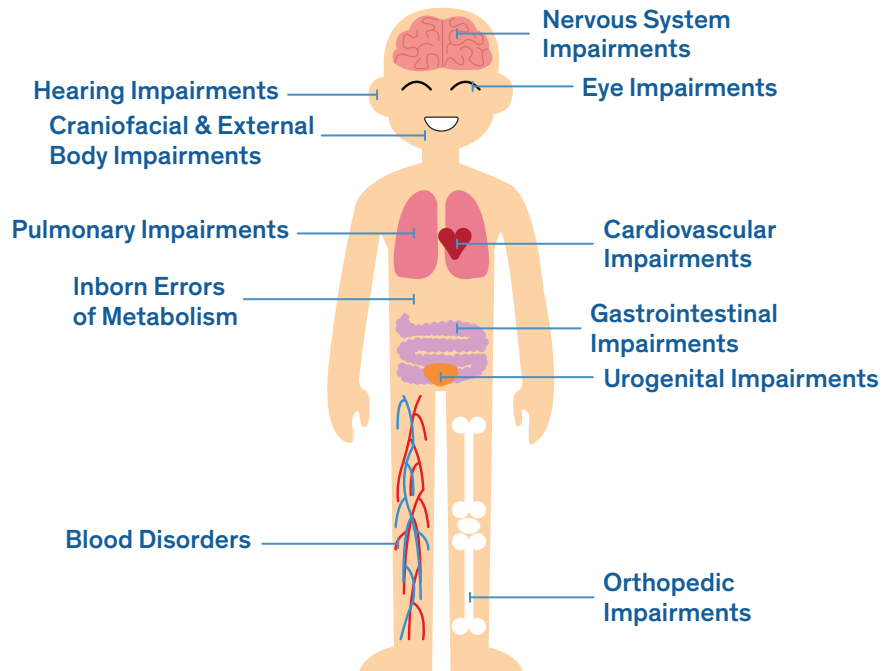 Nervous System
Impairments
Eye Impairments
Hearing Impairments
Craniofacial & External
Body Impairments
Pulmonary Impairments
Cardiovascular
Impairments
Inborn Errors
of Metabolism
Gastrointestinal
Impairments
Urogenital Impairments
Blood Disorders
Orthopedic
Impairments